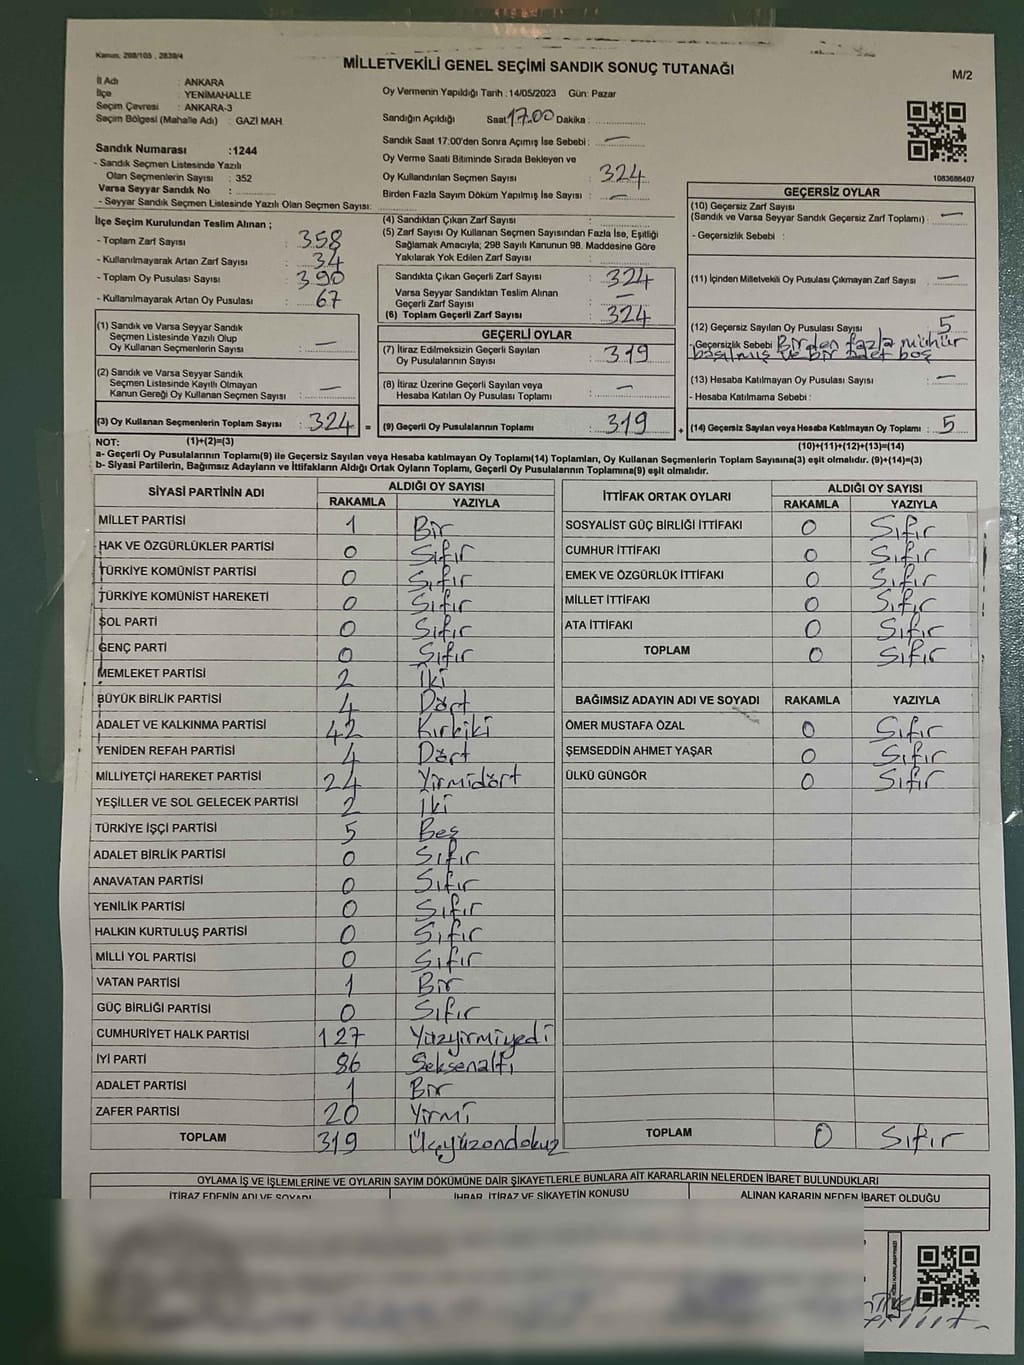 Kanun, 298/105 , 2839/4
MİLLETVEKİLİ GENEL SEÇİMİ SANDIK SONUÇ TUTANAĞI
M/2
İl Adı : ANKARA
İlçe : YENİMAHALLE
Seçim Çevresi : ANKARA-3
Seçim Bölgesi (Mahalle Adı) : GAZİ MAH.
Oy Vermenin Yapıldığı Tarih : 14/05/2023 Gün: Pazar
Sandığın Açıldığı Saat 17.00 Dakika :
Sandık Saat 17:00'den Sonra Açımış İse Sebebi : —
Oy Verme Saati Bitiminde Sırada Bekleyen ve
Oy Kullandırılan Seçmen Sayısı : 324
Birden Fazla Sayım Döküm Yapılmış İse Sayısı : —
Sandık Numarası :1244
- Sandık Seçmen Listesinde Yazılı
Olan Seçmenlerin Sayısı : 352
Varsa Seyyar Sandık No :
- Seyyar Sandık Seçmen Listesinde Yazılı Olan Seçmen Sayısı:
1083686407
İlçe Seçim Kurulundan Teslim Alınan ;
- Toplam Zarf Sayısı : 358
- Kullanılmayarak Artan Zarf Sayısı : 34
- Toplam Oy Pusulası Sayısı : 390
- Kullanılmayarak Artan Oy Pusulası : 67
(1) Sandık ve Varsa Seyyar Sandık
Seçmen Listesinde Yazılı Olup
Oy Kullanan Seçmenlerin Sayısı : —
(2) Sandık ve Varsa Seyyar Sandık
Seçmen Listesinde Kayıtlı Olmayan
Kanun Gereği Oy Kullanan Seçmen Sayısı : —
(3) Oy Kullanan Seçmenlerin Toplam Sayısı : 324 =
(4) Sandıktan Çıkan Zarf Sayısı :
(5) Zarf Sayısı Oy Kullanan Seçmen Sayısından Fazla İse, Eşitliği
Sağlamak Amacıyla; 298 Sayılı Kanunun 98. Maddesine Göre
Yakılarak Yok Edilen Zarf Sayısı :
Sandıkta Çıkan Geçerli Zarf Sayısı : 324
Varsa Seyyar Sandıktan Teslim Alınan
Geçerli Zarf Sayısı : —
(6) Toplam Geçerli Zarf Sayısı : 324
GEÇERLİ OYLAR
(7) İtiraz Edilmeksizin Geçerli Sayılan
Oy Pusulalarının Sayısı : 319
(8) İtiraz Üzerine Geçerli Sayılan veya
Hesaba Katılan Oy Pusulası Toplamı : —
(9) Geçerli Oy Pusulalarının Toplamı : 319 +
GEÇERSİZ OYLAR
(10) Geçersiz Zarf Sayısı
(Sandık ve Varsa Seyyar Sandık Geçersiz Zarf Toplamı) : —
- Geçersizlik Sebebi :
(11) İçinden Milletvekili Oy Pusulası Çıkmayan Zarf Sayısı : —
(12) Geçersiz Sayılan Oy Pusulası Sayısı : 5
- Geçersizlik Sebebi Birden fazla mühür
basılmış ve Bir adet boş
(13) Hesaba Katılmayan Oy Pusulası Sayısı : —
- Hesaba Katılmama Sebebi :
(14) Geçersiz Sayılan veya Hesaba Katılmayan Oy Toplamı : 5
NOT: (1)+(2)=(3) (10)+(11)+(12)+(13)=(14)
a- Geçerli Oy Pusulalarının Toplamı(9) ile Geçersiz Sayılan veya Hesaba katılmayan Oy Toplamı(14) Toplamları, Oy Kullanan Seçmenlerin Toplam Sayısına(3) eşit olmalıdır. (9)+(14)=(3)
b- Siyasi Partilerin, Bağımsız Adayların ve İttifakların Aldığı Ortak Oyların Toplamı, Geçerli Oy Pusulalarının Toplamına(9) eşit olmalıdır.
SİYASİ PARTİNİN ADI ALDIĞI OY SAYISI
RAKAMLA YAZIYLA
MİLLET PARTİSİ 1 Bir
HAK VE ÖZGÜRLÜKLER PARTİSİ 0 Sıfır
TÜRKİYE KOMÜNİST PARTİSİ 0 Sıfır
TÜRKİYE KOMÜNİST HAREKETİ 0 Sıfır
SOL PARTİ 0 Sıfır
GENÇ PARTİ 0 Sıfır
MEMLEKET PARTİSİ 2 İki
BÜYÜK BİRLİK PARTİSİ 4 Dört
ADALET VE KALKINMA PARTİSİ 42 Kırkiki
YENİDEN REFAH PARTİSİ 4 Dört
MİLLİYETÇİ HAREKET PARTİSİ 24 Yirmidört
YEŞİLLER VE SOL GELECEK PARTİSİ 2 İki
TÜRKİYE İŞÇİ PARTİSİ 5 Beş
ADALET BİRLİK PARTİSİ 0 Sıfır
ANAVATAN PARTİSİ 0 Sıfır
YENİLİK PARTİSİ 0 Sıfır
HALKIN KURTULUŞ PARTİSİ 0 Sıfır
MİLLİ YOL PARTİSİ 0 Sıfır
VATAN PARTİSİ 1 Bir
GÜÇ BİRLİĞİ PARTİSİ 0 Sıfır
CUMHURİYET HALK PARTİSİ 127 Yüzyirmiyedi
İYİ PARTİ 86 Seksenaltı
ADALET PARTİSİ 1 Bir
ZAFER PARTİSİ 20 Yirmi
TOPLAM 319 Üçyüzondokuz
İTTİFAK ORTAK OYLARI ALDIĞI OY SAYISI
RAKAMLA YAZIYLA
SOSYALİST GÜÇ BİRLİĞİ İTTİFAKI 0 Sıfır
CUMHUR İTTİFAKI 0 Sıfır
EMEK VE ÖZGÜRLÜK İTTİFAKI 0 Sıfır
MİLLET İTTİFAKI 0 Sıfır
ATA İTTİFAKI 0 Sıfır
TOPLAM 0 Sıfır
BAĞIMSIZ ADAYIN ADI VE SOYADI RAKAMLA YAZIYLA
ÖMER MUSTAFA ÖZAL 0 Sıfır
ŞEMSEDDİN AHMET YAŞAR 0 Sıfır
ÜLKÜ GÜNGÖR 0 Sıfır
TOPLAM 0 Sıfır
OYLAMA İŞ VE İŞLEMLERİNE VE OYLARIN SAYIM DÖKÜMÜNE DAİR ŞİKAYETLERLE BUNLARA AİT KARARLARIN NELERDEN İBARET BULUNDUKLARI
İTİRAZ EDENİN ADI VE SOYADI İHBAR, İTİRAZ VE ŞİKAYETİN KONUSU ALINAN KARARIN NEDEN İBARET OLDUĞU